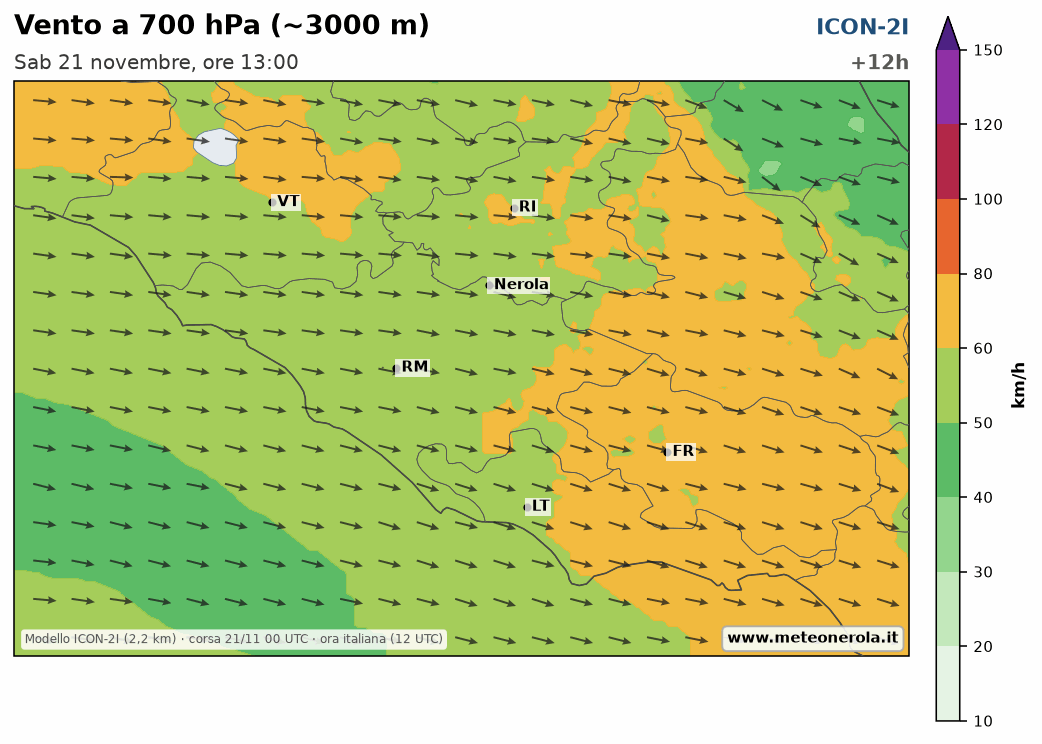 Vento a 700 hPa (~3000 m)
ICON-2I
Sab 21 novembre, ore 13:00
+12h
VT
RI
Nerola
RM
FR
LT
Modello ICON-2I (2,2 km) · corsa 21/11 00 UTC · ora italiana (12 UTC)
www.meteonerola.it
150
120
100
80
60
50
40
30
20
10
km/h